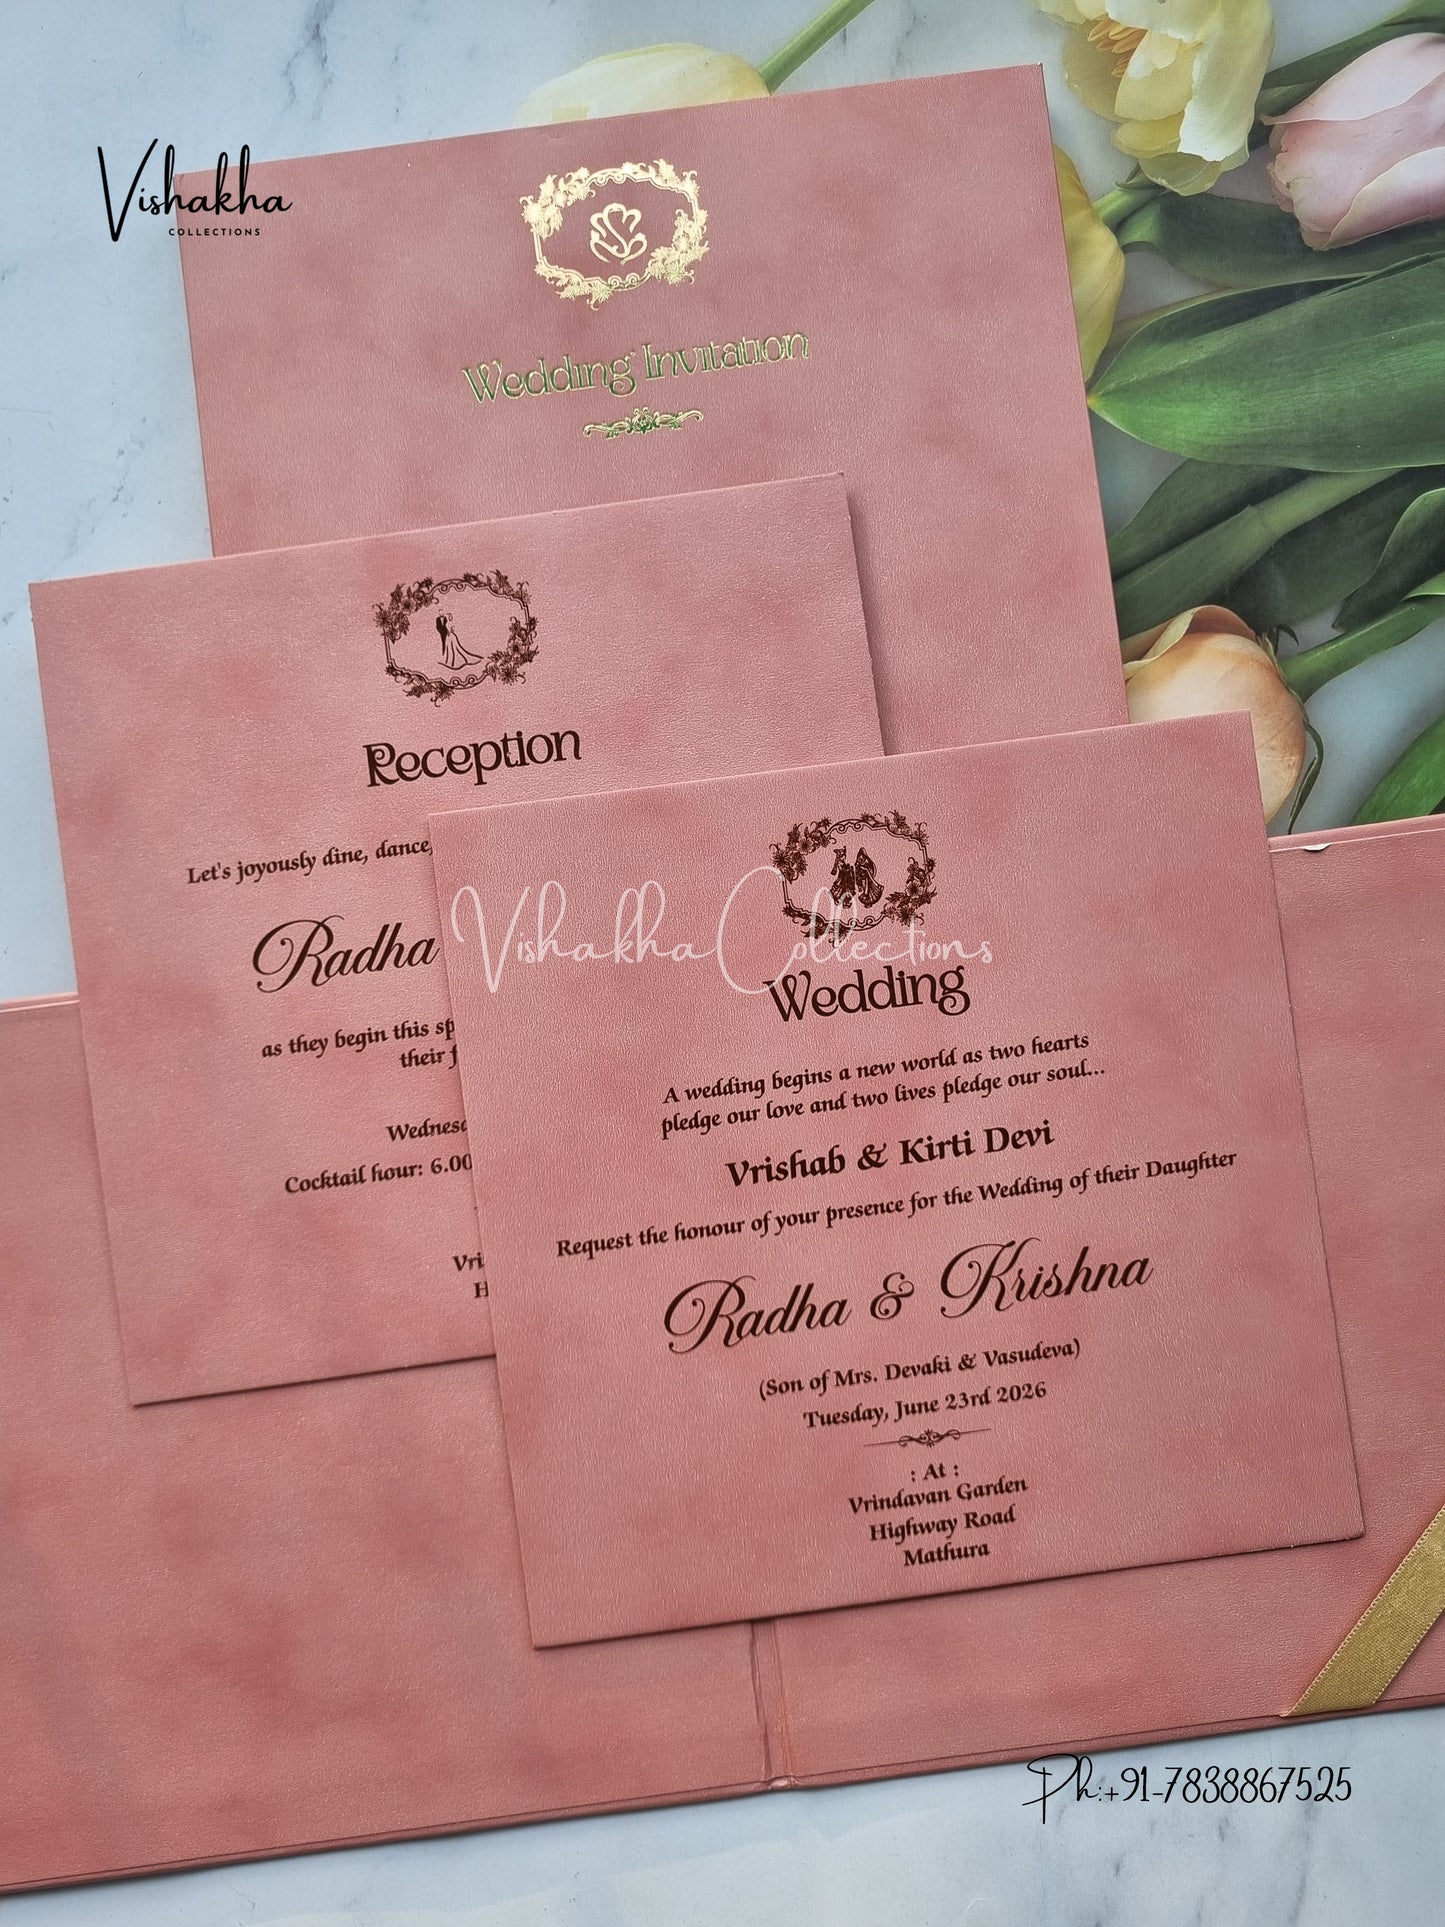 Vishakha
COLLECTIONS
Wedding Invitation
Reception
Let's joyously dine, dance,
Radha
as they begin this
their
Cocktail hour: 6.00
Vishakha Collections
Wedding
A wedding begins a new world as two hearts
pledge our love and two lives pledge our soul...
Vrishab & Kirti Devi
Request the honour of your presence for the Wedding of their Daughter
Radha & Krishna
(Son of Mrs. Devaki & Vasudeva)
Tuesday, June 23rd 2026
: At :
Vrindavan Garden
Highway Road
Mathura
Ph:+91-7838867525